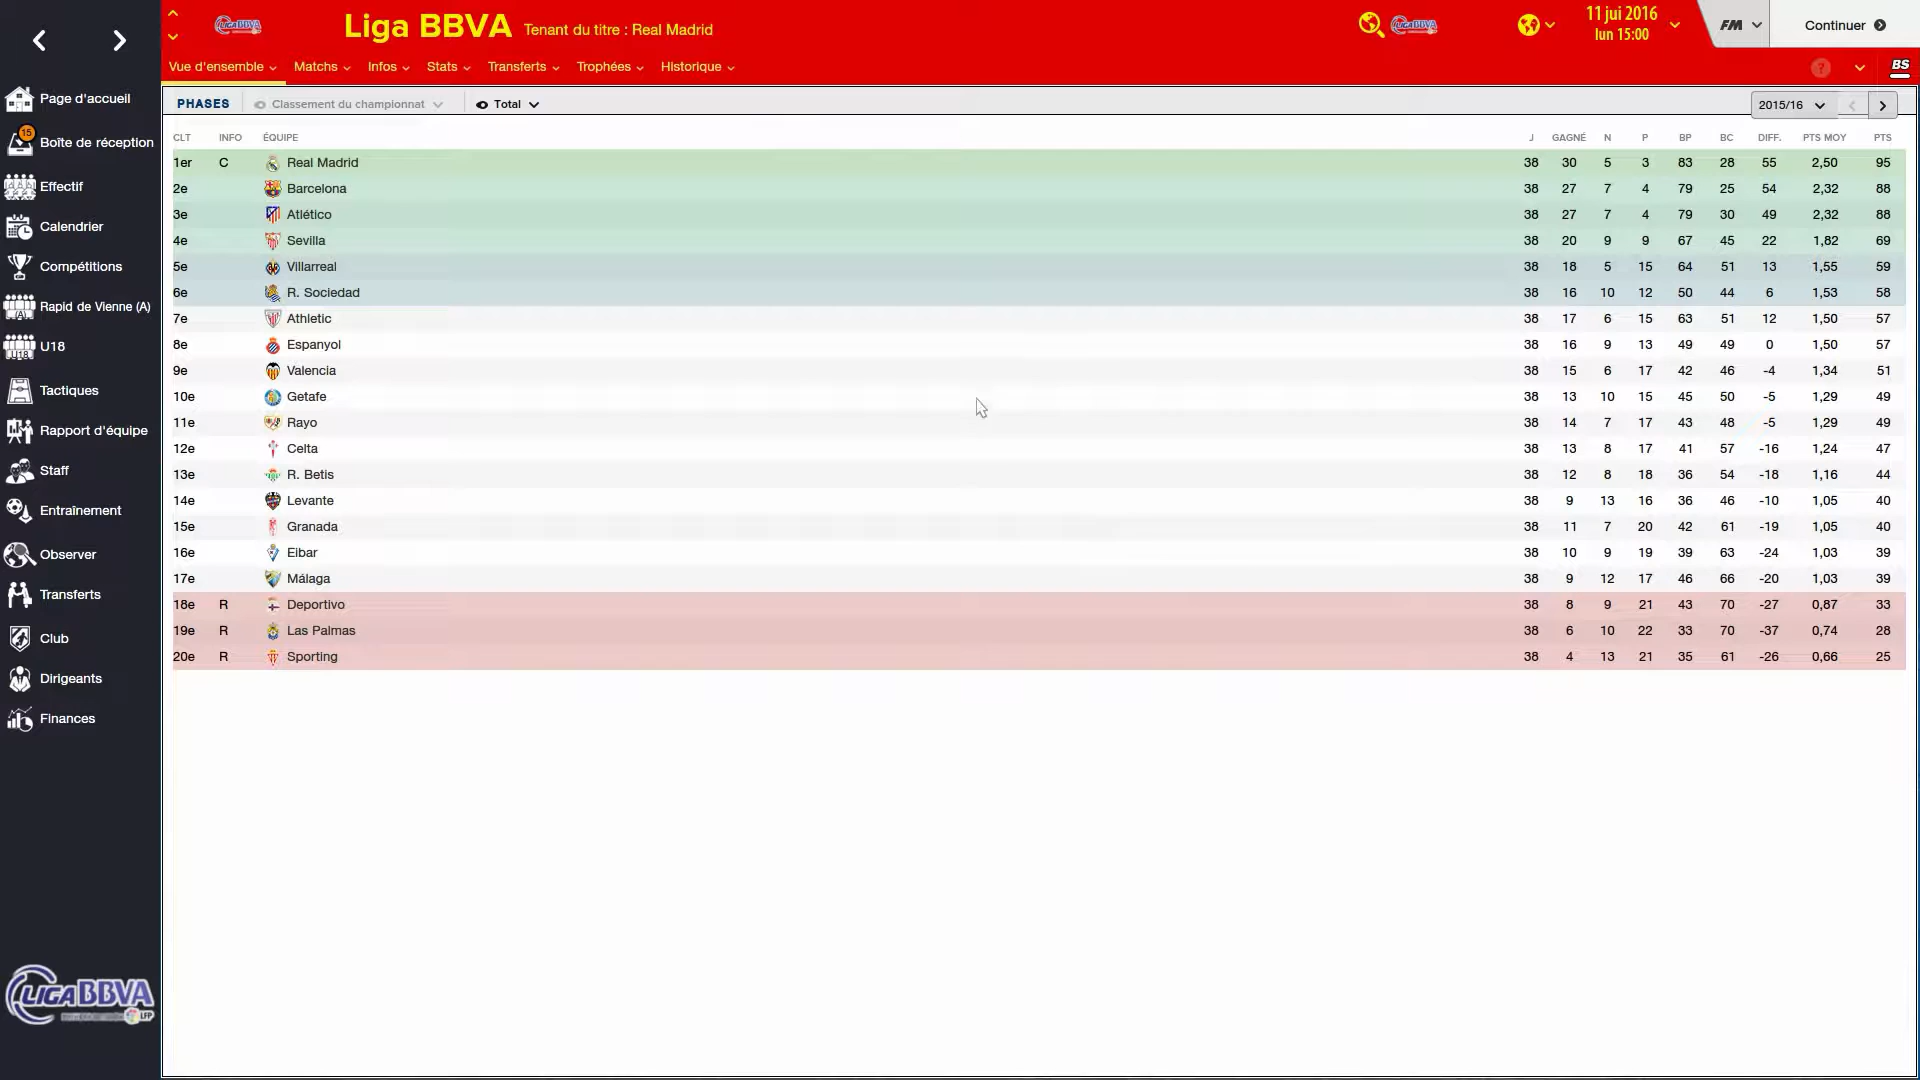 Liga BBVA Tenant du titre : Real Madrid
11 jui 2016
lun 15:00
FM
Continuer
Vue d'ensemble Matchs Infos Stats Transferts Trophées Historique
? BS
PHASES Classement du championnat Total 2015/16
CLT INFO ÉQUIPE J GAGNÉ N P BP BC DIFF. PTS MOY PTS
1er C Real Madrid 38 30 5 3 83 28 55 2,50 95
2e Barcelona 38 27 7 4 79 25 54 2,32 88
3e Atlético 38 27 7 4 79 30 49 2,32 88
4e Sevilla 38 20 9 9 67 45 22 1,82 69
5e Villarreal 38 18 5 15 64 51 13 1,55 59
6e R. Sociedad 38 16 10 12 50 44 6 1,53 58
7e Athletic 38 17 6 15 63 51 12 1,50 57
8e Espanyol 38 16 9 13 49 49 0 1,50 57
9e Valencia 38 15 6 17 42 46 -4 1,34 51
10e Getafe 38 13 10 15 45 50 -5 1,29 49
11e Rayo 38 14 7 17 43 48 -5 1,29 49
12e Celta 38 13 8 17 41 57 -16 1,24 47
13e R. Betis 38 12 8 18 36 54 -18 1,16 44
14e Levante 38 9 13 16 36 46 -10 1,05 40
15e Granada 38 11 7 20 42 61 -19 1,05 40
16e Eibar 38 10 9 19 39 63 -24 1,03 39
17e Málaga 38 9 12 17 46 66 -20 1,03 39
18e R Deportivo 38 8 9 21 43 70 -27 0,87 33
19e R Las Palmas 38 6 10 22 33 70 -37 0,74 28
20e R Sporting 38 4 13 21 35 61 -26 0,66 25
Page d'accueil
15
Boîte de réception
Effectif
Calendrier
Compétitions
Rapid de Vienne (A)
U18
Tactiques
Rapport d'équipe
Staff
Entraînement
Observer
Transferts
Club
Dirigeants
Finances
LIGA BBVA
LFP